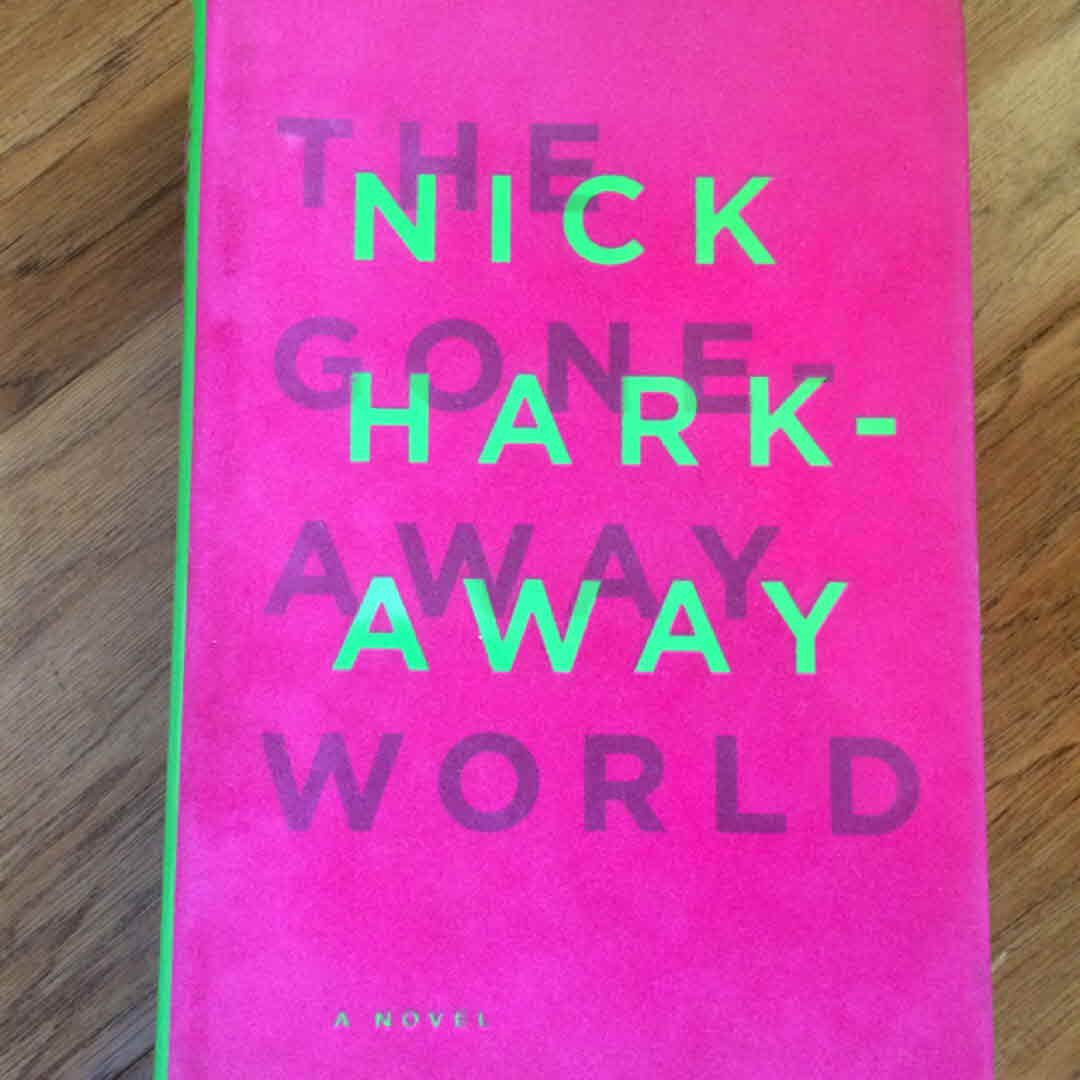 THE
NICK
GONE-
HARK-
AWAY
AWAY
WORLD
A NOVEL